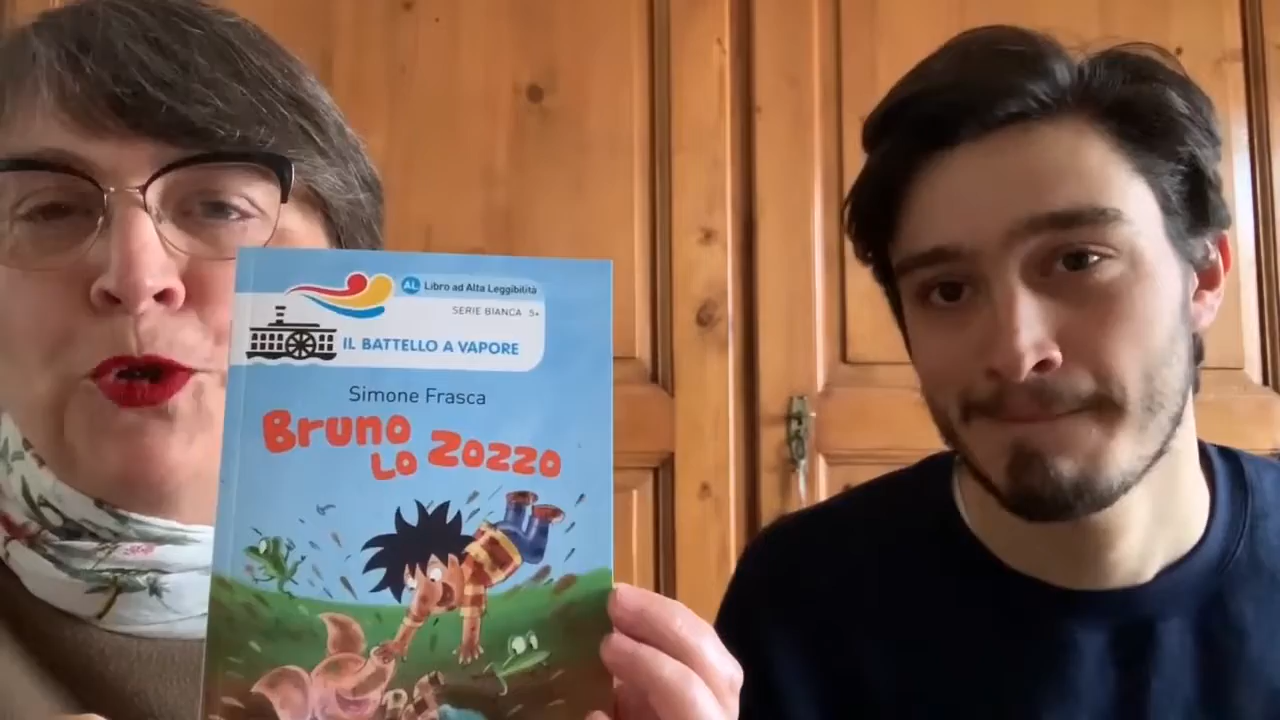 AL Libro ad Alta Leggibilità
SERIE BIANCA 5+
IL BATTELLO A VAPORE
Simone Frasca
Bruno
Lo Zozzo